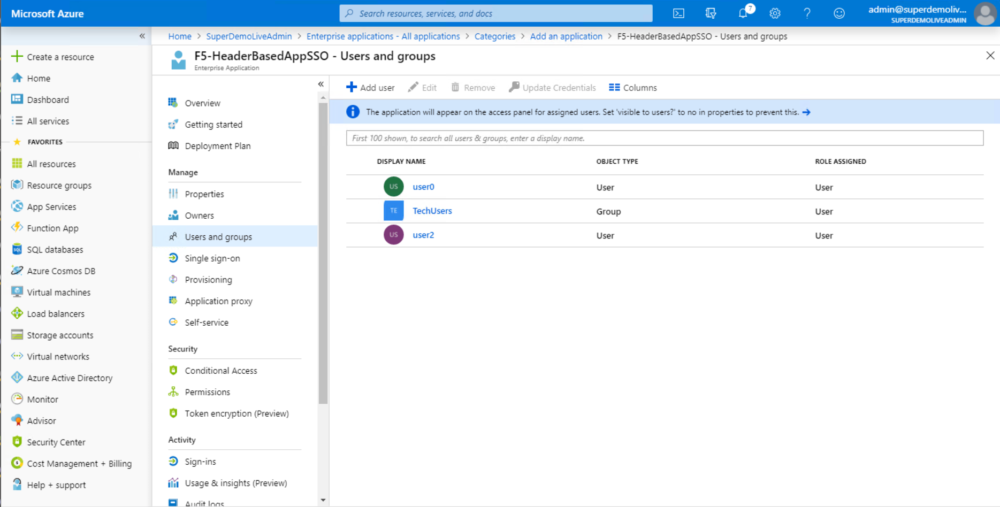 Microsoft Azure
Search resources, services, and docs
7
admin@superdemoliv...
SUPERDEMOLIVEADMIN
«
Home > SuperDemoLiveAdmin > Enterprise applications - All applications > Categories > Add an application > F5-HeaderBasedAppSSO - Users and groups
Create a resource
Home
Dashboard
All services
FAVORITES
All resources
Resource groups
App Services
Function App
SQL databases
Azure Cosmos DB
Virtual machines
Load balancers
Storage accounts
Virtual networks
Azure Active Directory
Monitor
Advisor
Security Center
Cost Management + Billing
Help + support
F5-HeaderBasedAppSSO - Users and groups
Enterprise Application
«
Overview
Getting started
Deployment Plan
Manage
Properties
Owners
Users and groups
Single sign-on
Provisioning
Application proxy
Self-service
Security
Conditional Access
Permissions
Token encryption (Preview)
Activity
Sign-ins
Usage & insights (Preview)
Audit logs
Add user Edit Remove Update Credentials Columns
The application will appear on the access panel for assigned users. Set 'visible to users?' to no in properties to prevent this. →
First 100 shown, to search all users & groups, enter a display name.
DISPLAY NAME OBJECT TYPE ROLE ASSIGNED
US user0 User User
TE TechUsers Group User
US user2 User User